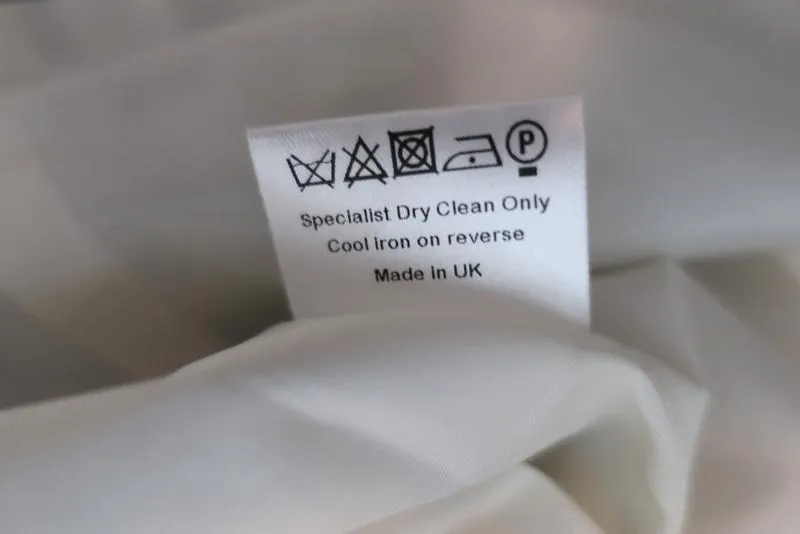 P
Specialist Dry Clean Only
Cool iron on reverse
Made in UK